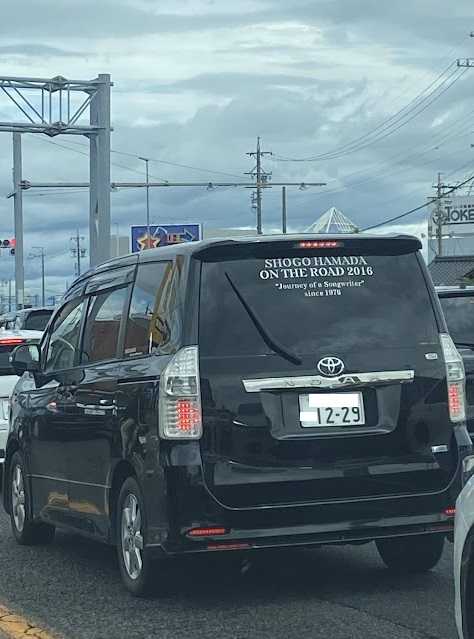 SHOGO HAMADA
ON THE ROAD 2016
"Journey of a Songwriter"
since 1976
NOAH
12-29